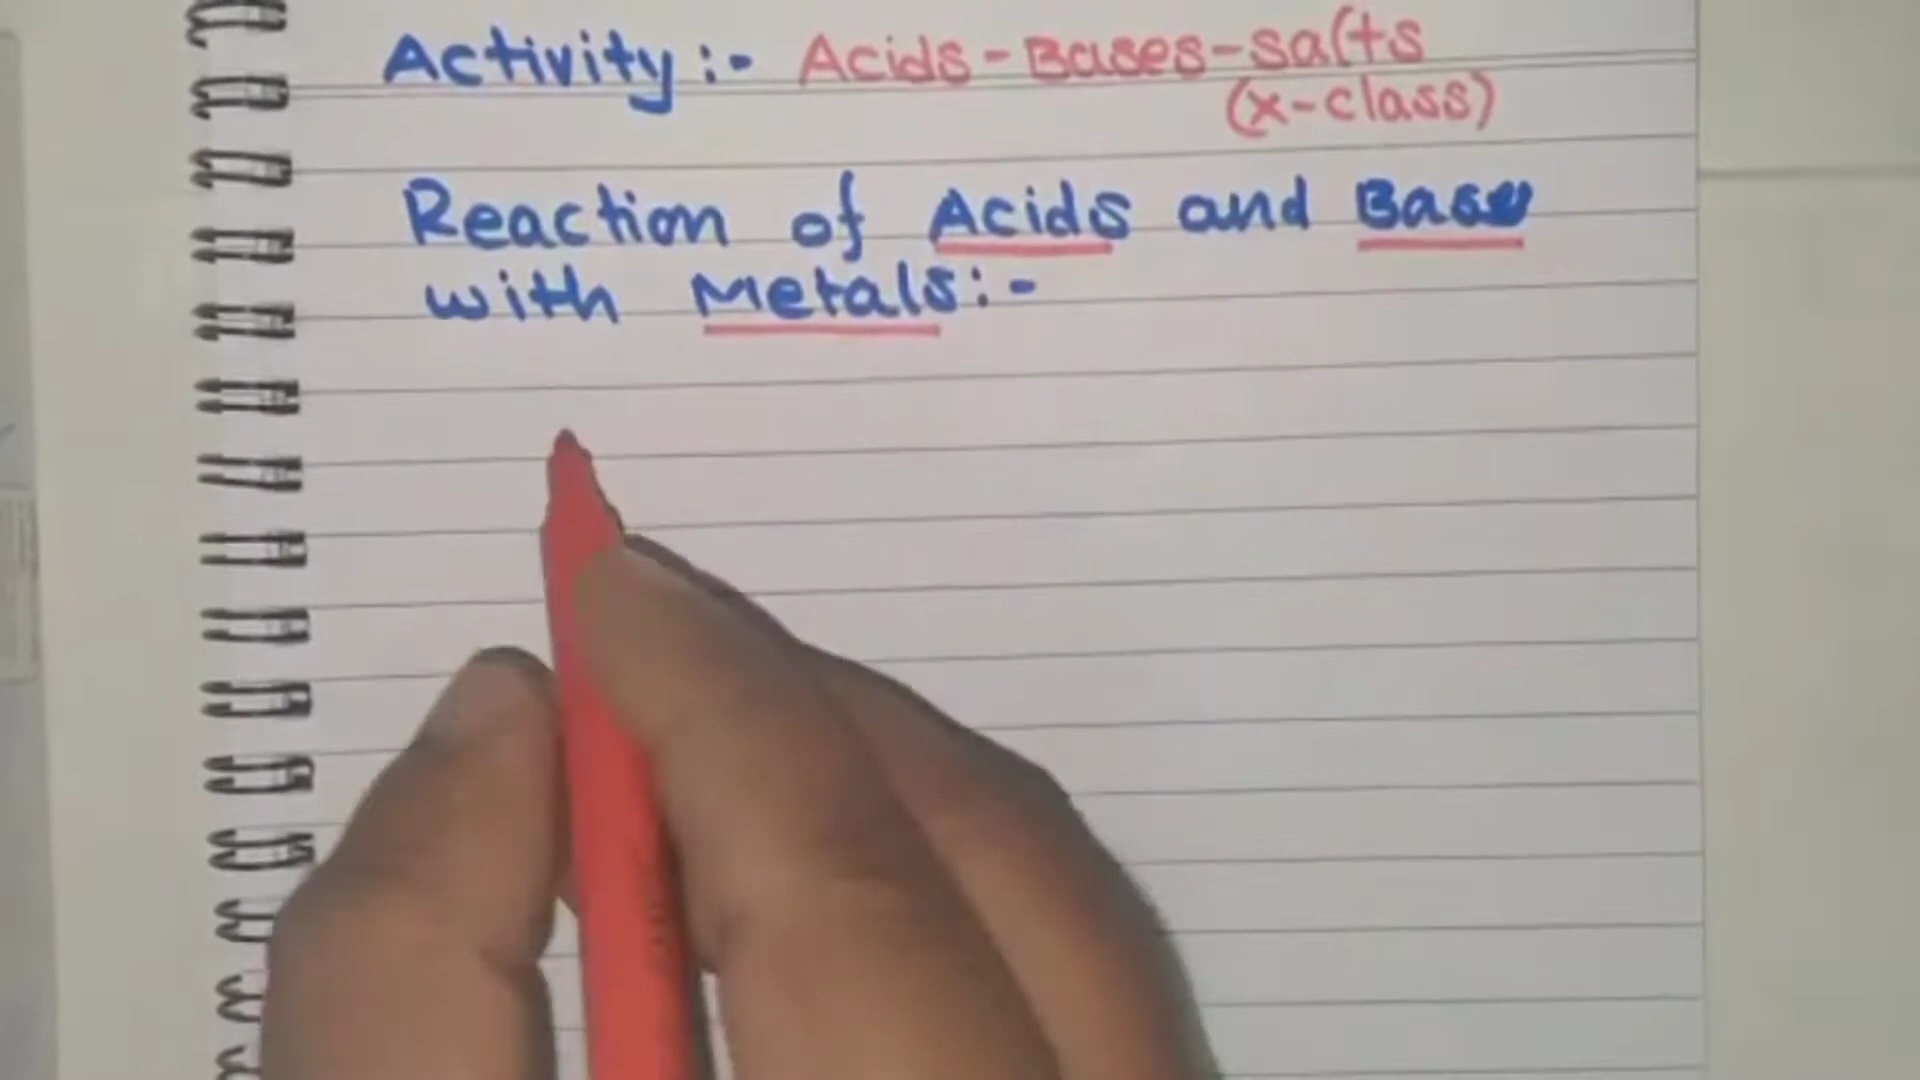 Activity:- Acids-Bases-salts
(x-class)
Reaction of Acids and Base
with Metals:-